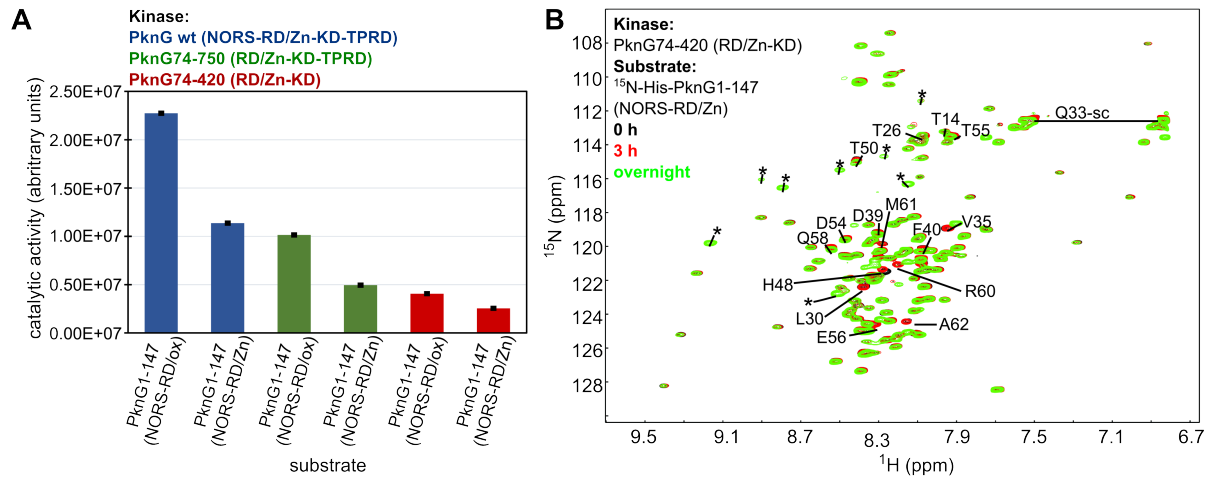 A
Kinase:
PknG wt (NORS-RD/Zn-KD-TPRD)
PknG74-750 (RD/Zn-KD-TPRD)
PknG74-420 (RD/Zn-KD)
catalytic activity (abritrary units)
2.50E+07
2.00E+07
1.50E+07
1.00E+07
5.00E+06
0.00E+07
PknG1-147
(NORS-RD/ox)
PknG1-147
(NORS-RD/Zn)
PknG1-147
(NORS-RD/ox)
PknG1-147
(NORS-RD/Zn)
PknG1-147
(NORS-RD/ox)
PknG1-147
(NORS-RD/Zn)
substrate
B
Kinase:
PknG74-420 (RD/Zn-KD)
Substrate:
15N-His-PknG1-147
(NORS-RD/Zn)
0 h
3 h
overnight
15N (ppm)
108
110
112
114
116
118
120
122
124
126
128
*
Q33-sc
T14
T26
T55
T50
*
*
*
*
*
M61
D39
D54
F40
V35
*
Q58
H48
R60
*
L30
A62
E56
9.5
9.1
8.7
8.3
7.9
7.5
7.1
6.7
1H (ppm)